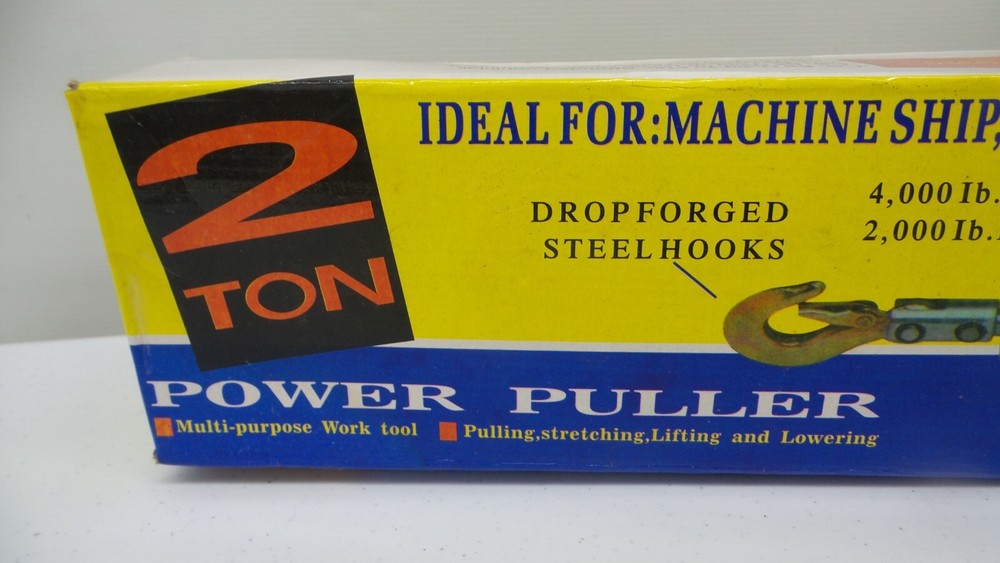 2
TON
IDEAL FOR:MACHINE SHIP,
DROPFORGED
STEELHOOKS
4,000 Ib.
2,000 Ib.
POWER PULLER
Multi-purpose Work tool Pulling,stretching,Lifting and Lowering